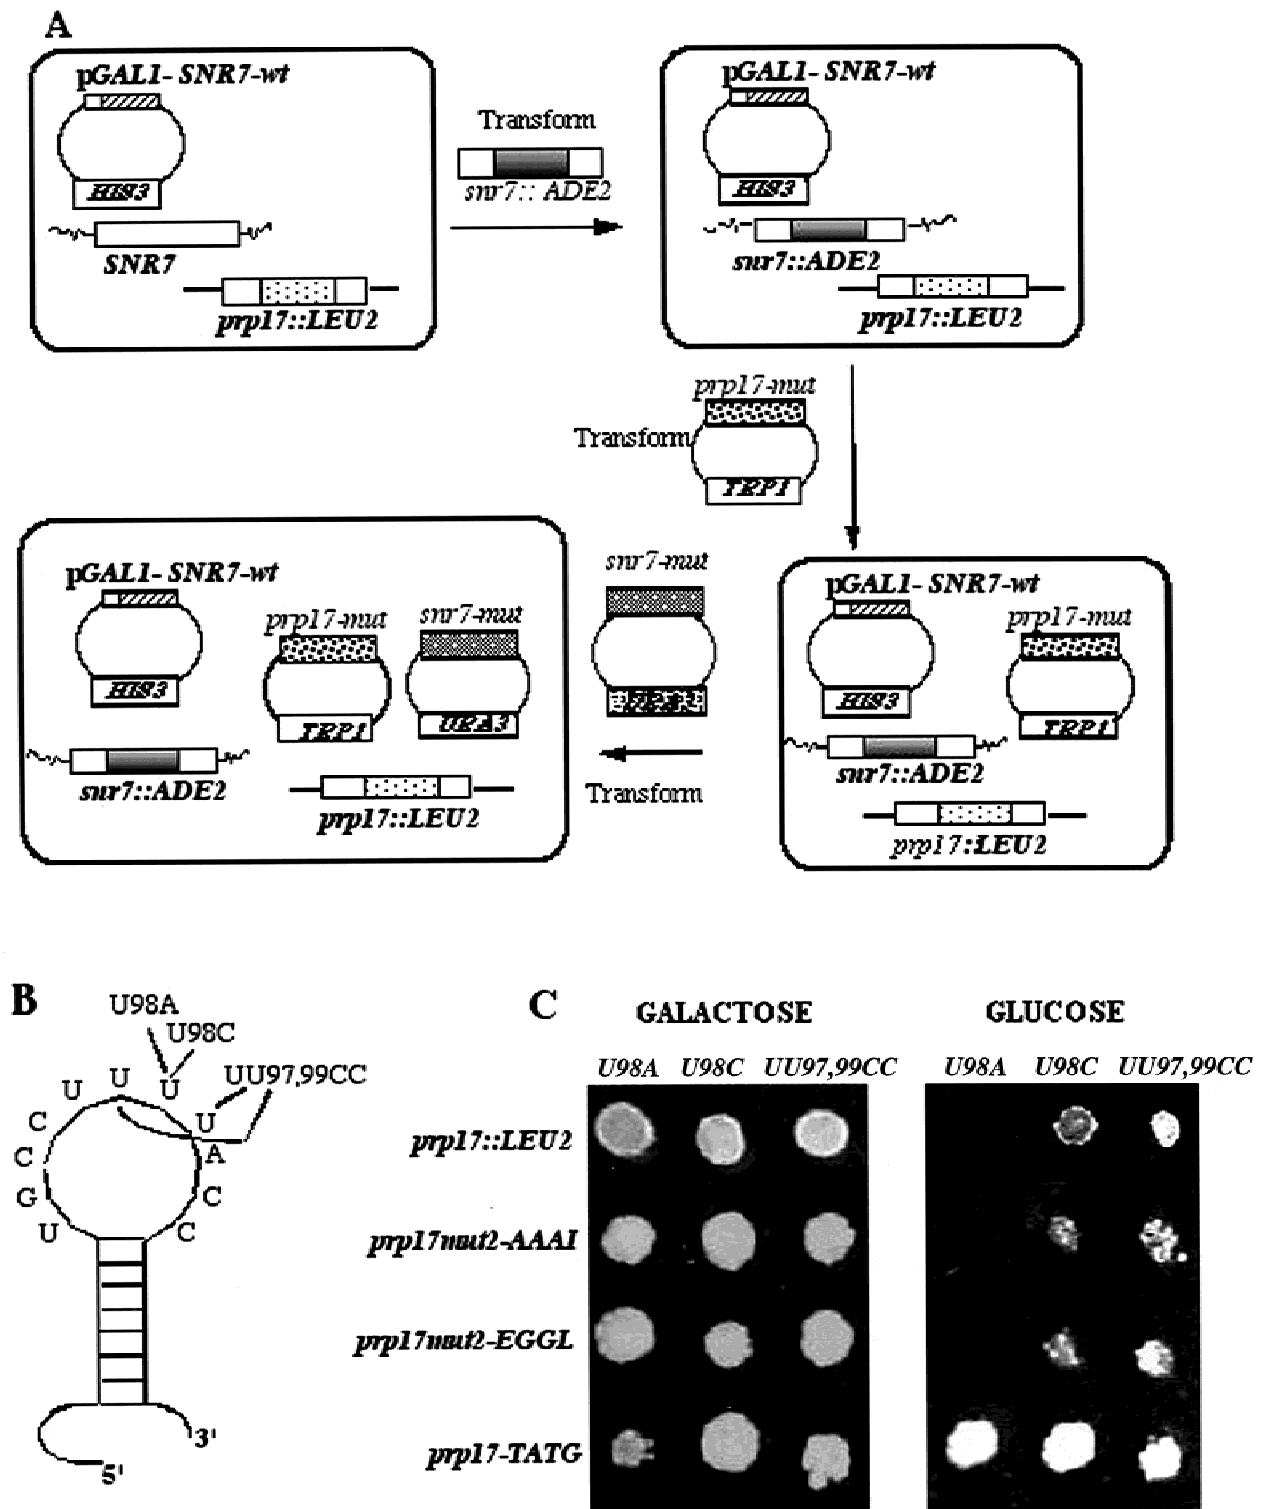 A
pGAL1- SNR7-wt
HIS3
SNR7
prp17::LEU2
Transform
snr7:: ADE2
pGAL1- SNR7-wt
HIS3
snr7::ADE2
prp17::LEU2
prp17-mut
Transform
TRP1
pGAL1- SNR7-wt
prp17-mut
HIS3
TRP1
snr7::ADE2
prp17::LEU2
snr7-mut
Transform
pGAL1- SNR7-wt
prp17-mut
snr7-mut
HIS3
TRP1
URA3
snr7::ADE2
prp17::LEU2
B
U98A
U98C
UU97,99CC
U
U
U
U
A
C
C
C
C
G
U
3'
5'
C
GALACTOSE
GLUCOSE
U98A
U98C
UU97,99CC
U98A
U98C
UU97,99CC
prp17::LEU2
prp17mut2-AAAI
prp17mut2-EGGL
prp17-TATG